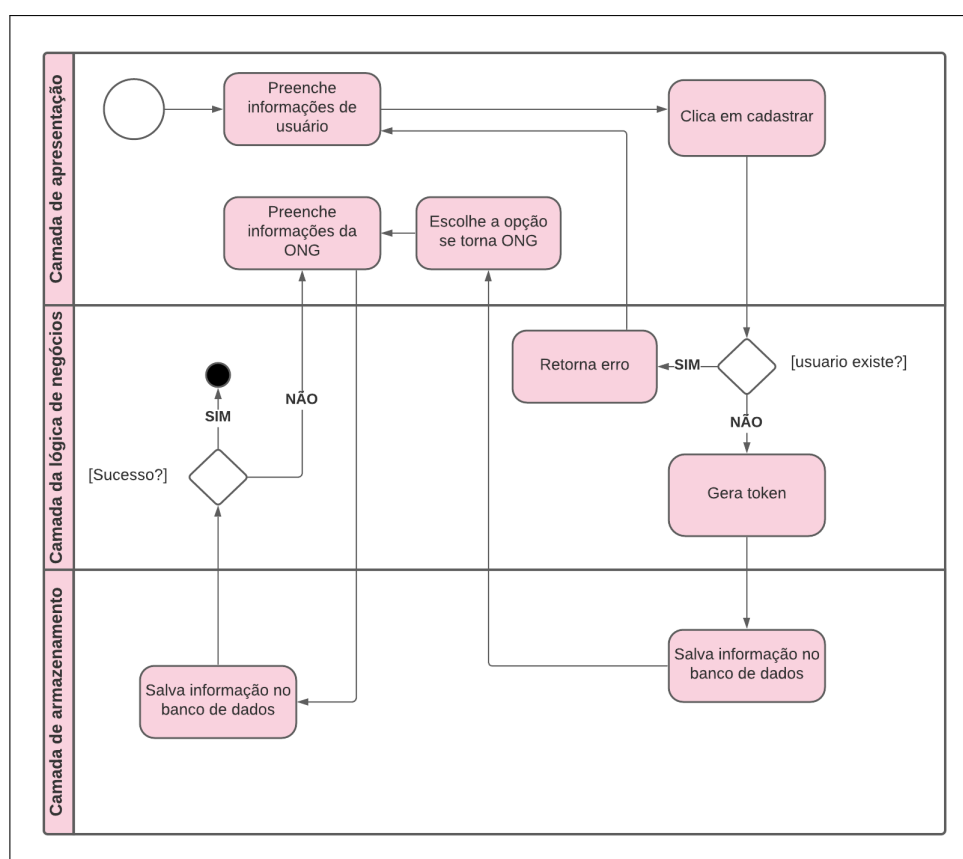 Camada de apresentação
Preenche
informações de
usuário
Clica em cadastrar
Preenche
informações da
ONG
Escolhe a opção
se torna ONG
Camada da lógica de negócios
Retorna erro
SIM
[usuario existe?]
NÃO
SIM
NÃO
[Sucesso?]
Gera token
Camada de armazenamento
Salva informação no
banco de dados
Salva informação no
banco de dados